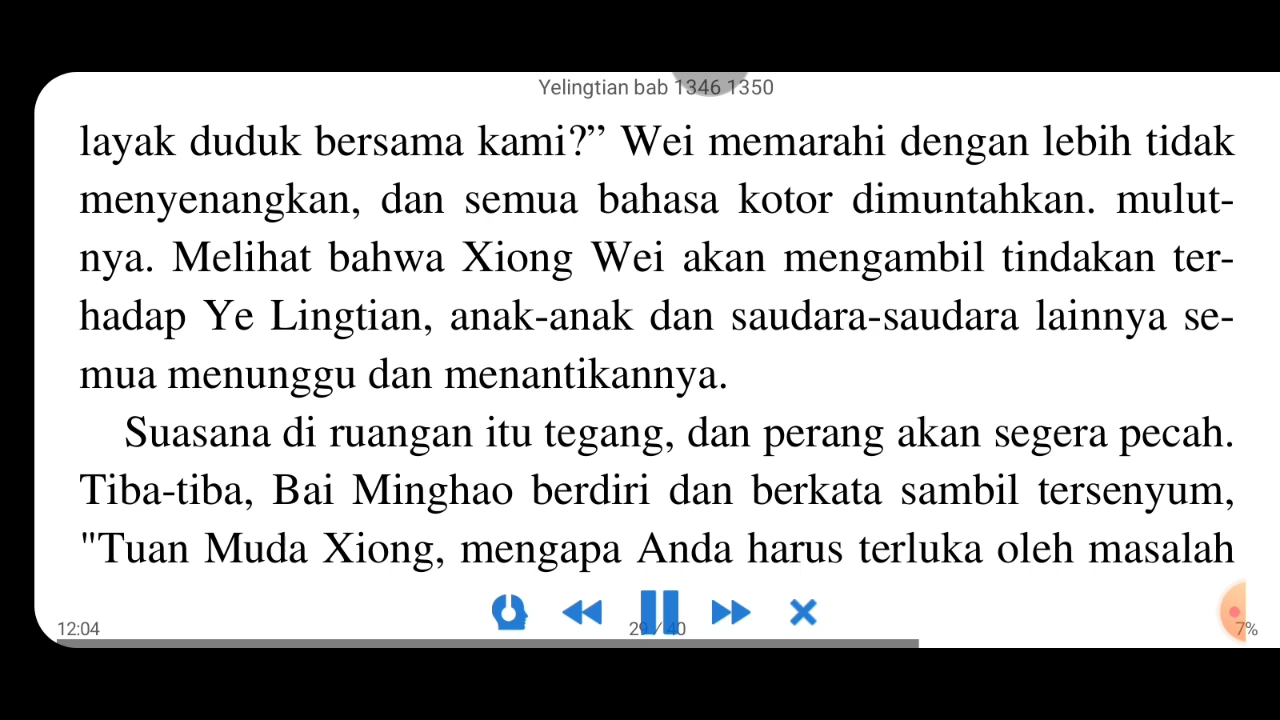 Yelingtian bab 1346 1350
layak duduk bersama kami?” Wei memarahi dengan lebih tidak
menyenangkan, dan semua bahasa kotor dimuntahkan. mulut-
nya. Melihat bahwa Xiong Wei akan mengambil tindakan ter-
hadap Ye Lingtian, anak-anak dan saudara-saudara lainnya se-
mua menunggu dan menantikannya.
Suasana di ruangan itu tegang, dan perang akan segera pecah.
Tiba-tiba, Bai Minghao berdiri dan berkata sambil tersenyum,
"Tuan Muda Xiong, mengapa Anda harus terluka oleh masalah
12:04
29 / 40
7%